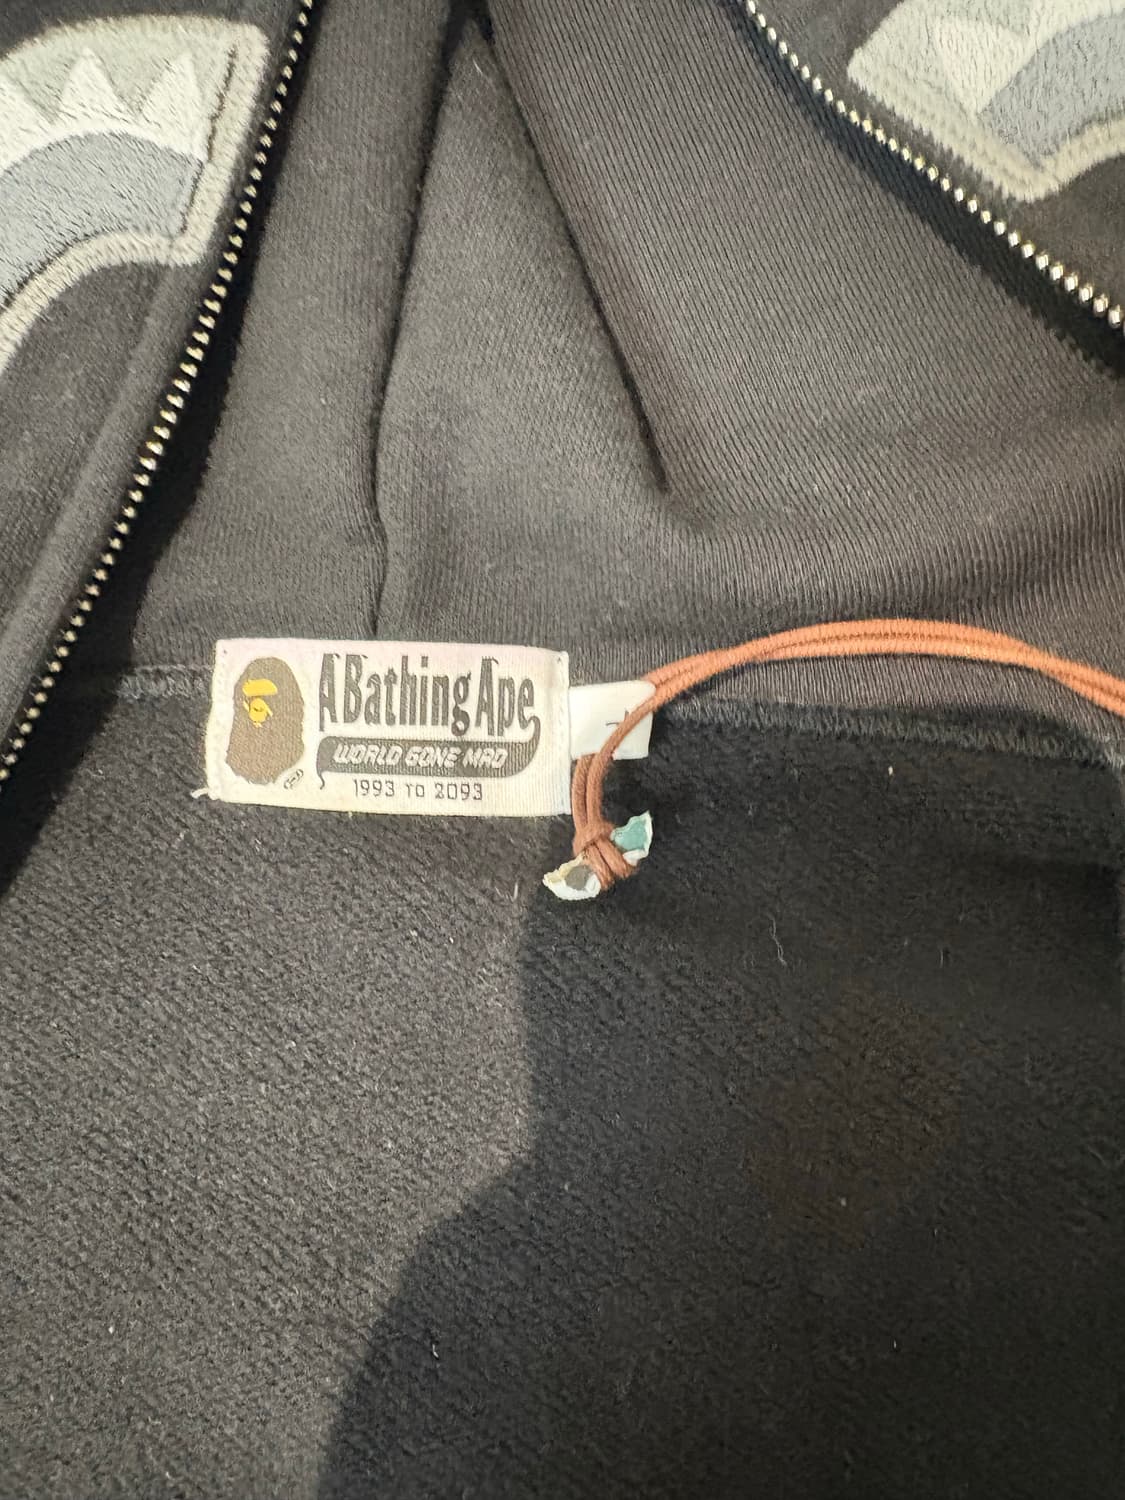 A Bathing Ape
WORLD GONE MAD
1993 TO 2093
®